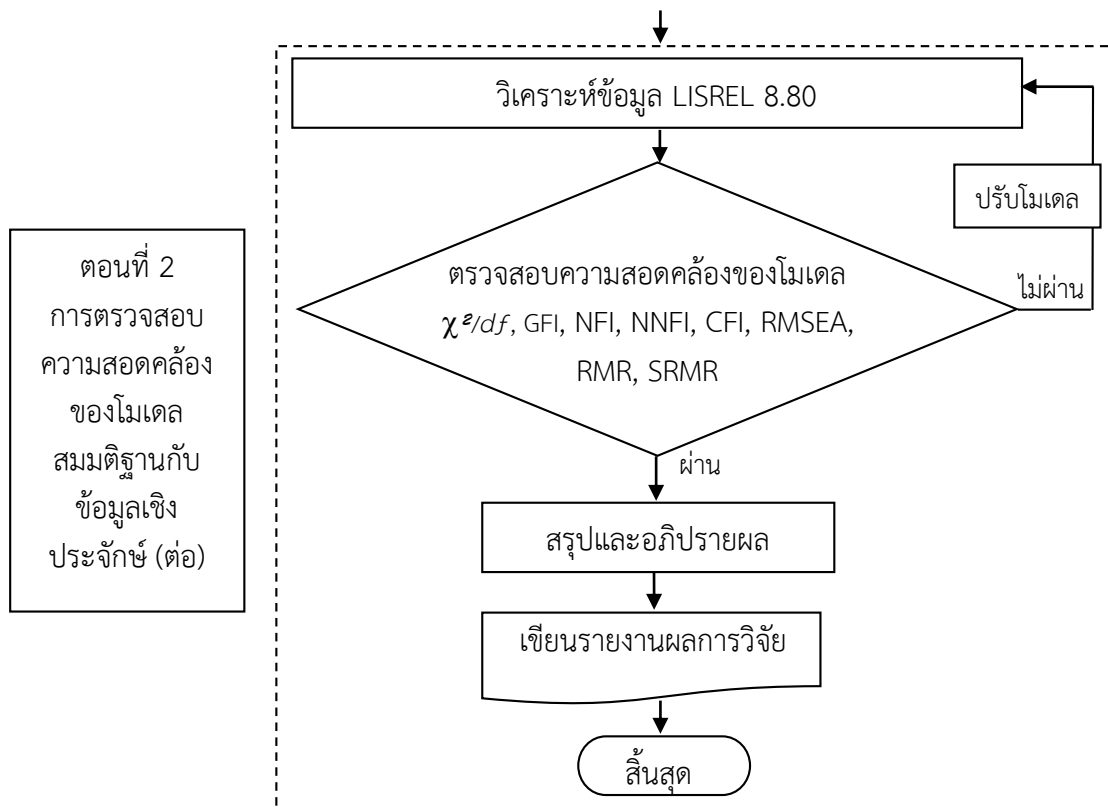 วิเคราะห์ข้อมูล LISREL 8.80
ปรับโมเดล
ตอนที่ 2
การตรวจสอบ
ความสอดคล้อง
ของโมเดล
สมมติฐานกับ
ข้อมูลเชิง
ประจักษ์ (ต่อ)
ตรวจสอบความสอดคล้องของโมเดล
χ²/df, GFI, NFI, NNFI, CFI, RMSEA,
RMR, SRMR
ไม่ผ่าน
ผ่าน
สรุปและอภิปรายผล
เขียนรายงานผลการวิจัย
สิ้นสุด